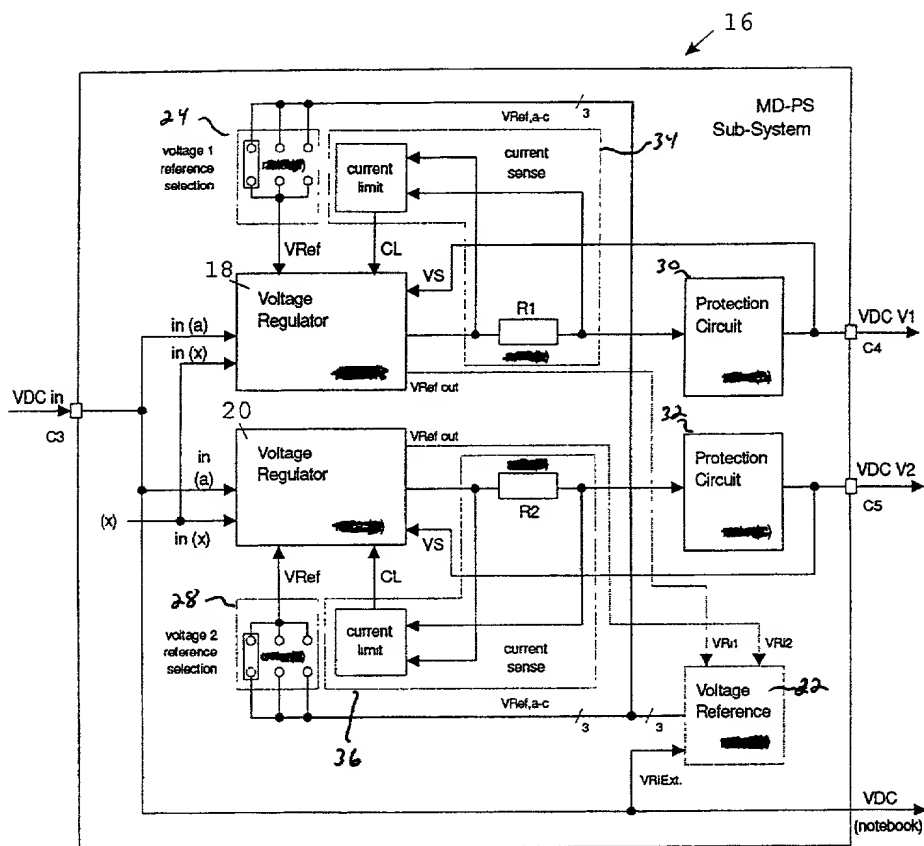 16
MD-PS
Sub-System
24
voltage 1
reference
selection
VRef,a-c
3
34
current
limit
current
sense
VRef
CL
VS
18
Voltage
Regulator
R1
30
Protection
Circuit
VDC V1
C4
in (a)
in (x)
VRef out
VDC in
C3
20
Voltage
Regulator
VRef out
32
Protection
Circuit
VDC V2
C5
in
(a)
R2
(x)
in (x)
VS
VRef
CL
28
voltage 2
reference
selection
current
limit
current
sense
VRi1
VRi2
Voltage
Reference
22
VRef,a-c
3
3
36
VRiExt.
VDC
(notebook)